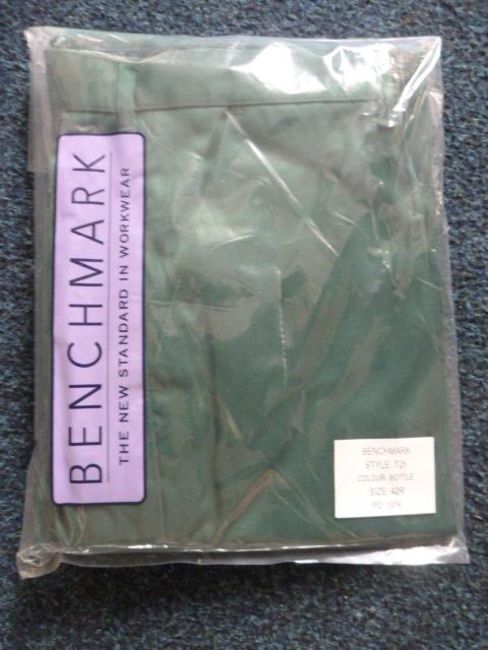 BENCHMARK
THE NEW STANDARD IN WORKWEAR
BENCHMARK
STYLE: T25
COLOUR: BOTTLE
SIZE: 42R